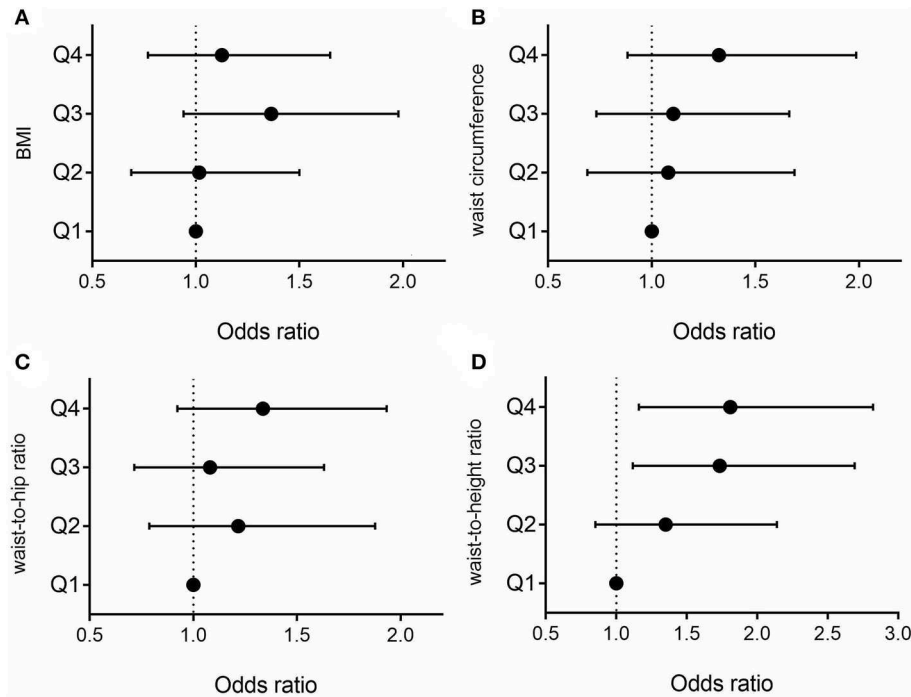 A
BMI
Q4
Q3
Q2
Q1
0.5 1.0 1.5 2.0
Odds ratio
B
waist circumference
Q4
Q3
Q2
Q1
0.5 1.0 1.5 2.0
Odds ratio
C
waist-to-hip ratio
Q4
Q3
Q2
Q1
0.5 1.0 1.5 2.0
Odds ratio
D
waist-to-height ratio
Q4
Q3
Q2
Q1
0.5 1.0 1.5 2.0 2.5 3.0
Odds ratio